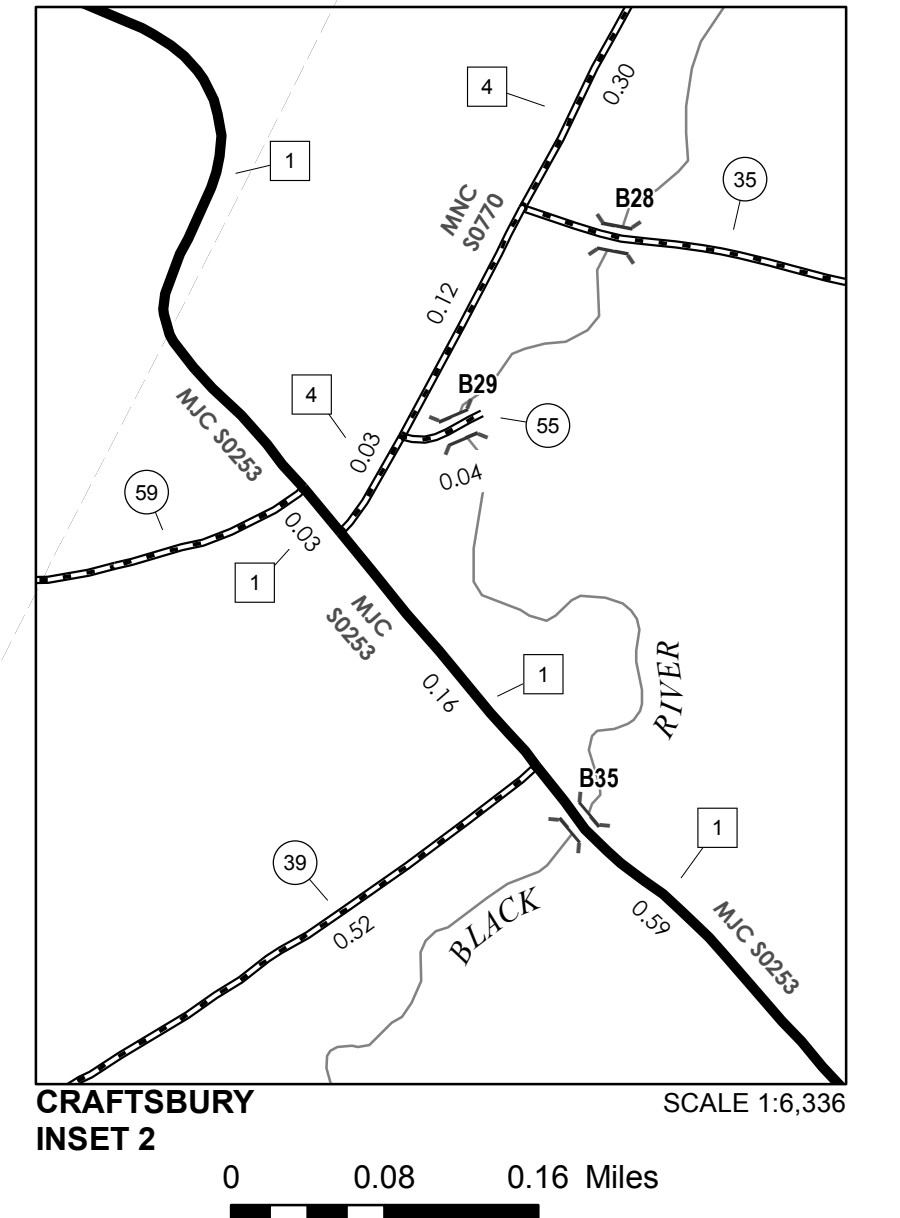 4
0.30
1
35
B28
MNC
S0770
0.12
B29
4
55
MJC S0253
0.03
0.04
59
0.03
1
MJC
S0253
1
RIVER
0.16
B35
1
39
0.52
BLACK
0.59
MJC S0253
CRAFTSBURY
INSET 2
SCALE 1:6,336
0 0.08 0.16 Miles